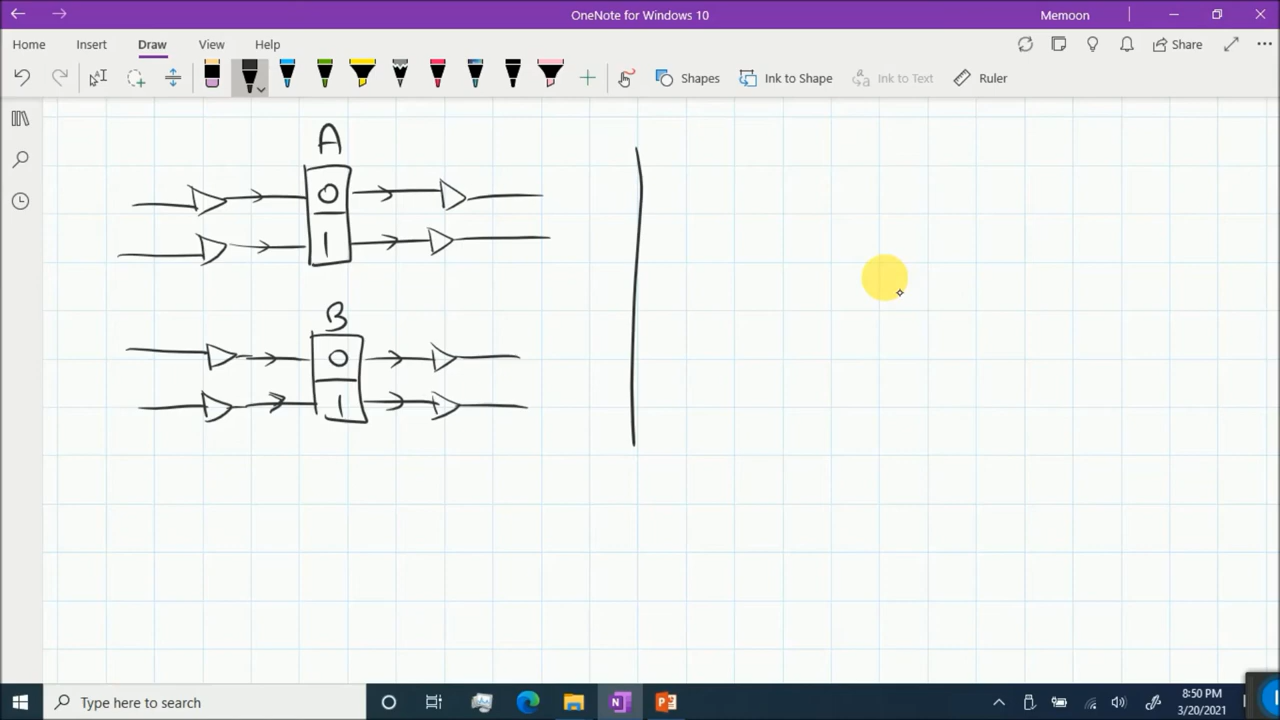 OneNote for Windows 10
Memoon
Home Insert Draw View Help
Share
Shapes
Ink to Shape
Ink to Text
Ruler
A
0
1
B
0
1
Type here to search
8:50 PM
3/20/2021